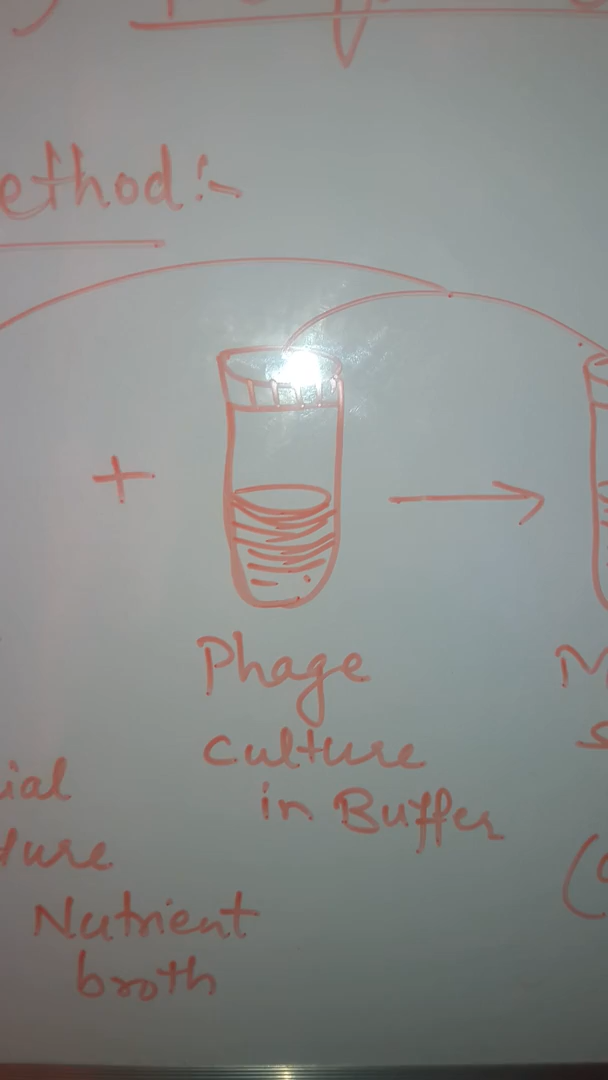 ethod:-
+
Phage
culture
in Buffer
ial
ture
Nutrient
broth